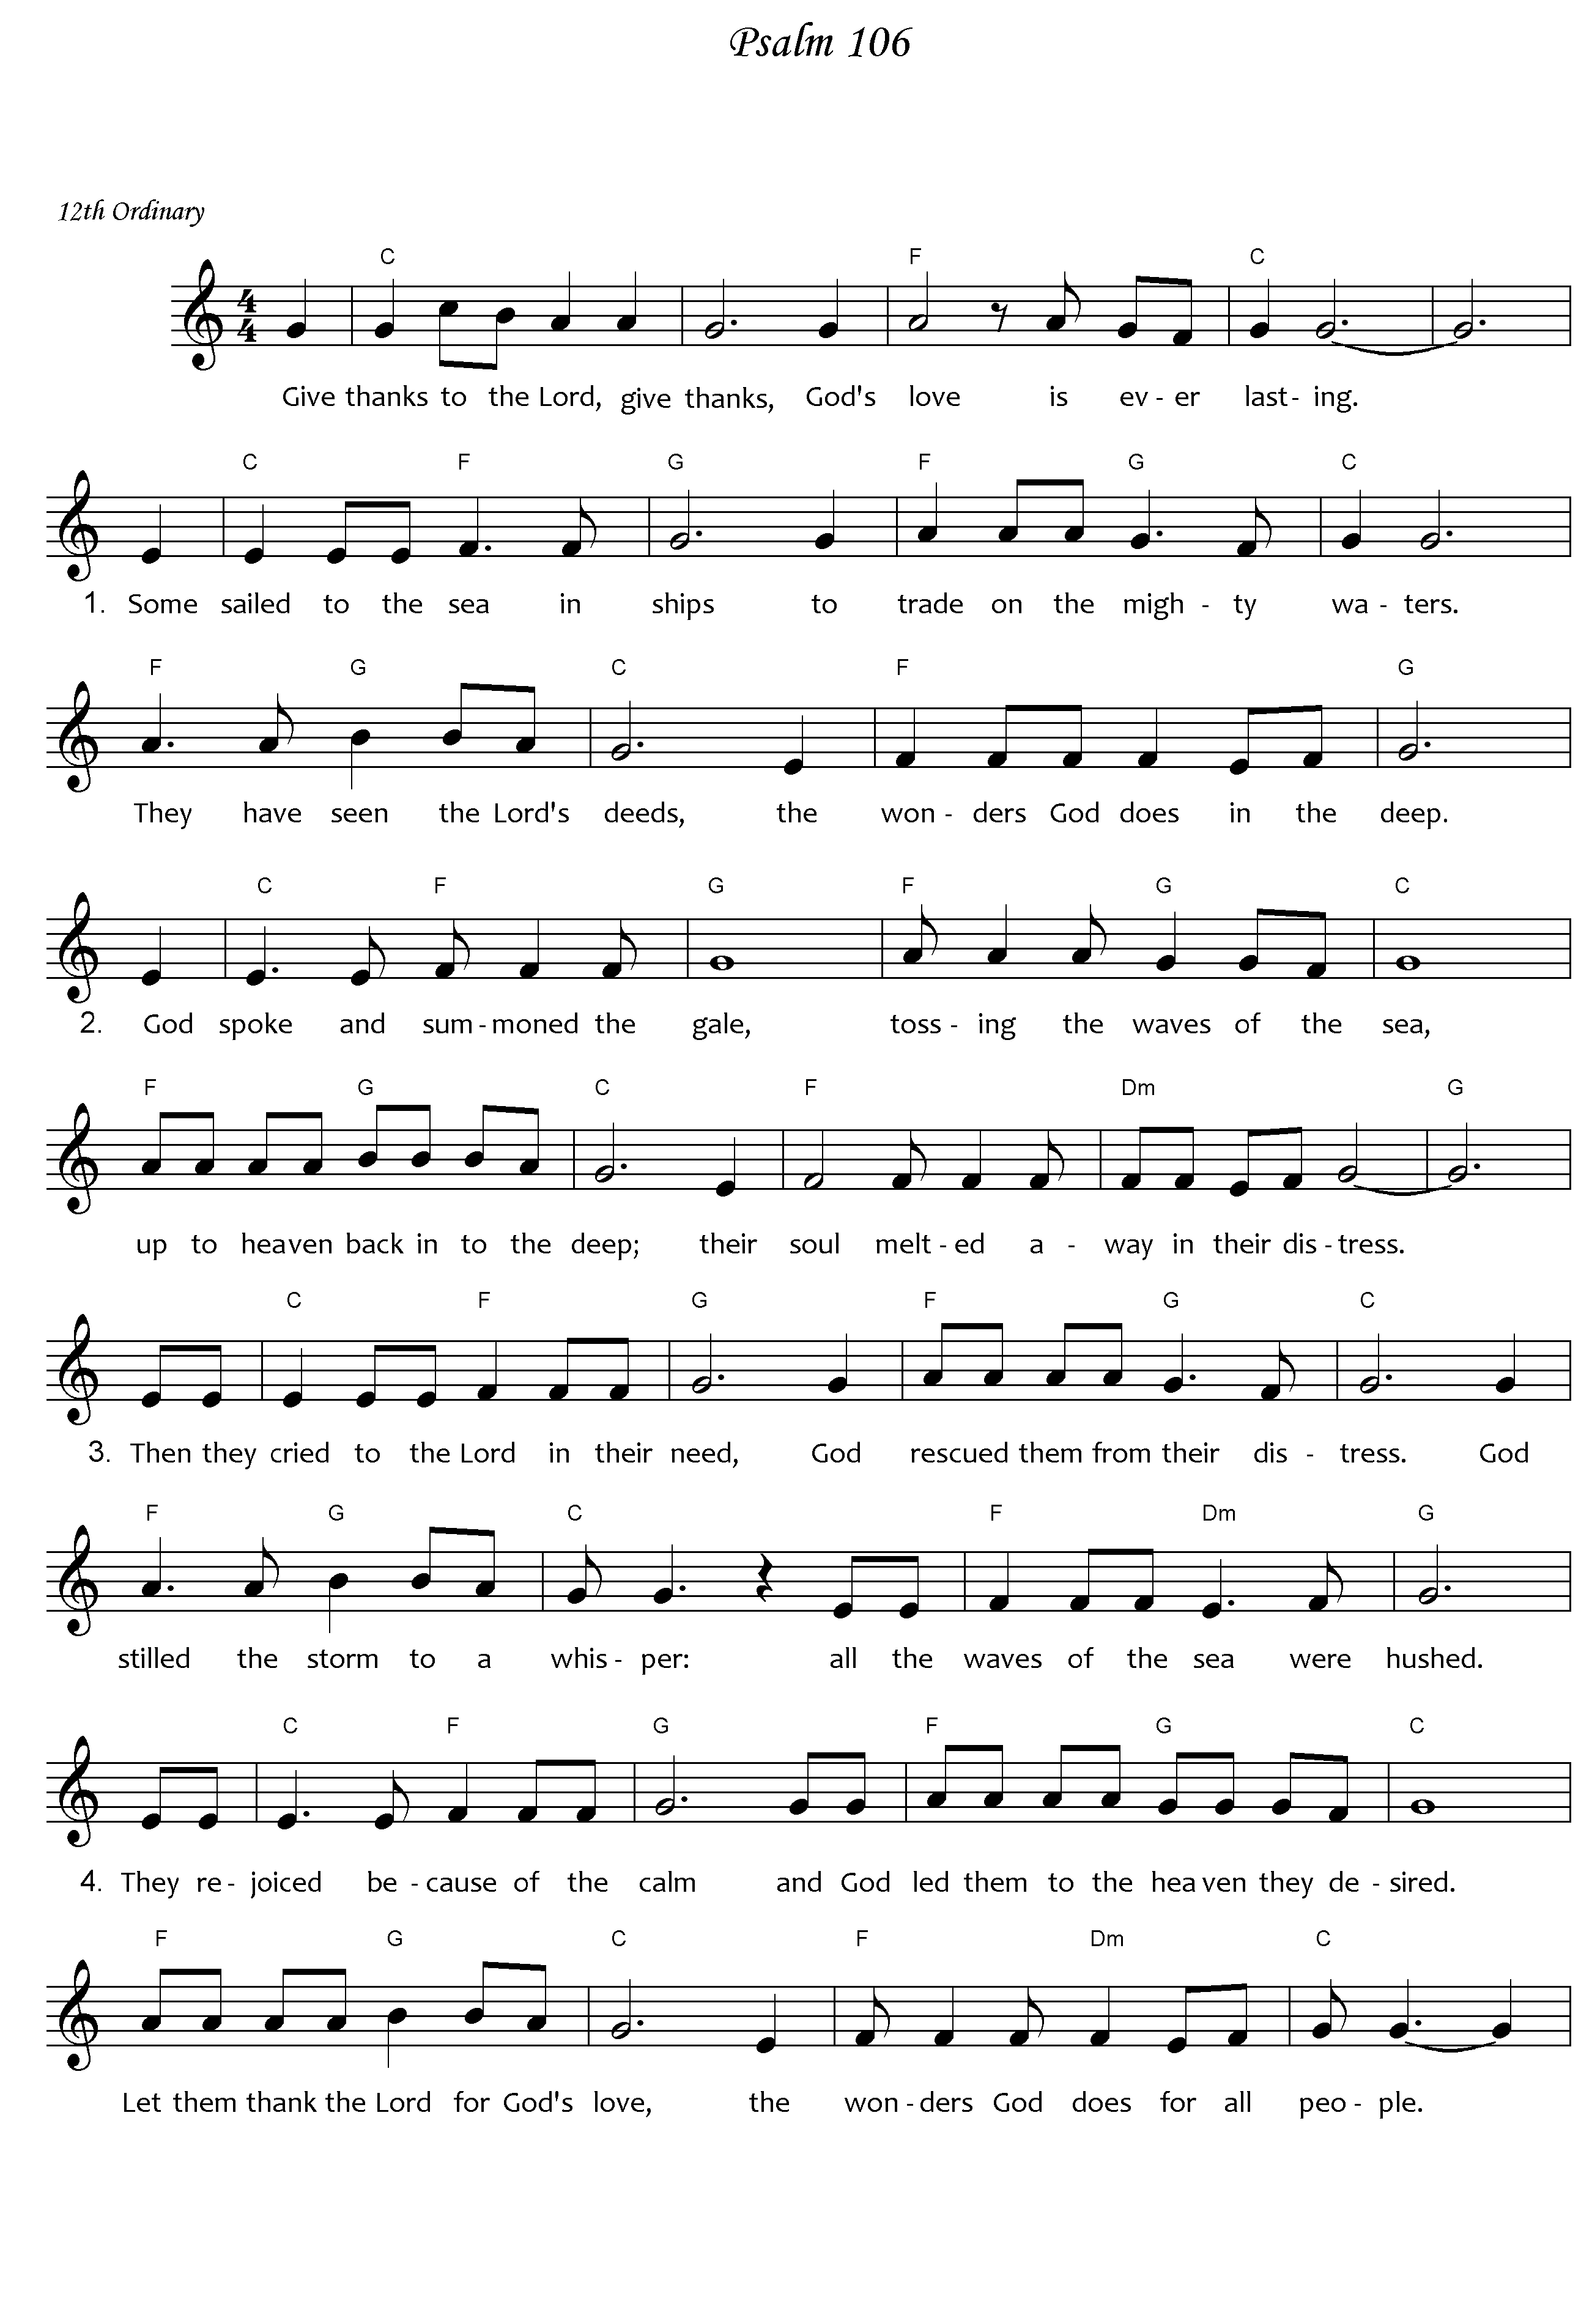 Psalm 106
12th Ordinary
C F C
4 4
Give thanks to the Lord, give thanks, God's love is ev - er last - ing.
C F G F G C
1. Some sailed to the sea in ships to trade on the migh - ty wa - ters.
F G C F G
They have seen the Lord's deeds, the won - ders God does in the deep.
C F G F G C
2. God spoke and sum - moned the gale, toss - ing the waves of the sea,
F G C F Dm G
up to heaven back in to the deep; their soul melt - ed a - way in their dis - tress.
C F G F G C
3. Then they cried to the Lord in their need, God rescued them from their dis - tress. God
F G C F Dm G
stilled the storm to a whis - per: all the waves of the sea were hushed.
C F G F G C
4. They re - joiced be - cause of the calm and God led them to the hea ven they de - sired.
F G C F Dm C
Let them thank the Lord for God's love, the won - ders God does for all peo - ple.